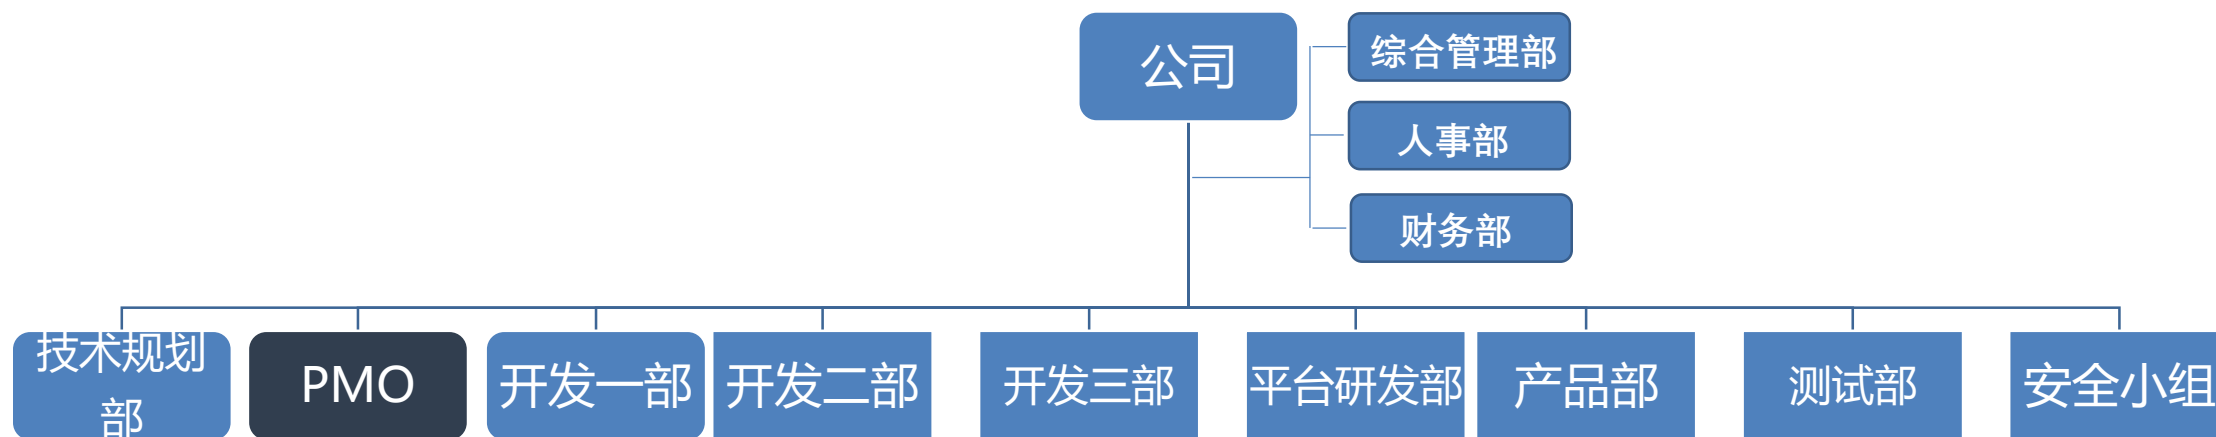 公司
综合管理部
人事部
财务部
技术规划
部
PMO
开发一部
开发二部
开发三部
平台研发部
产品部
测试部
安全小组